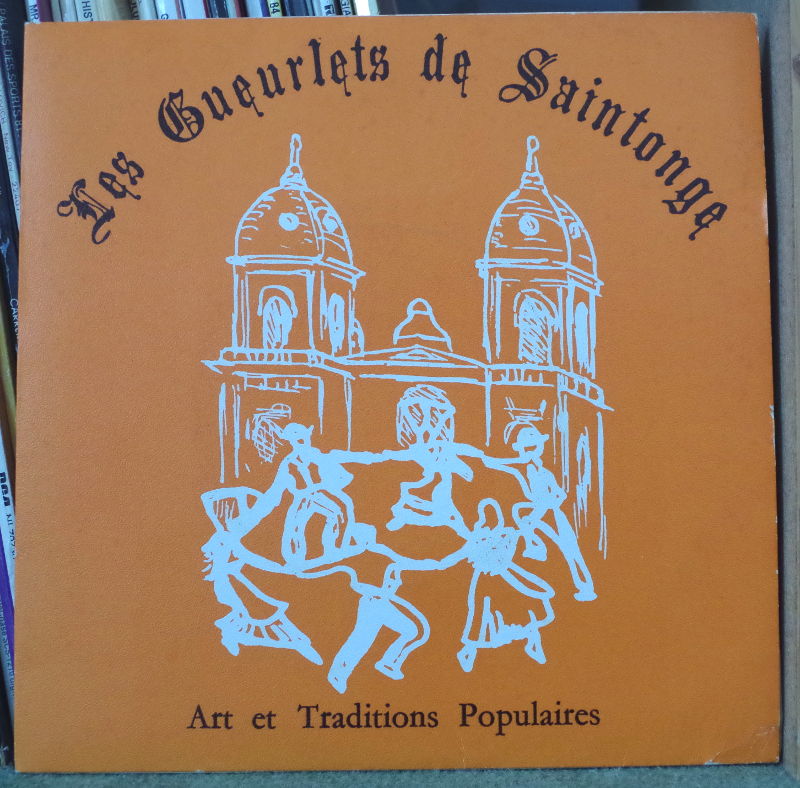 Les Gueurlets de Saintonge
Art et Traditions Populaires